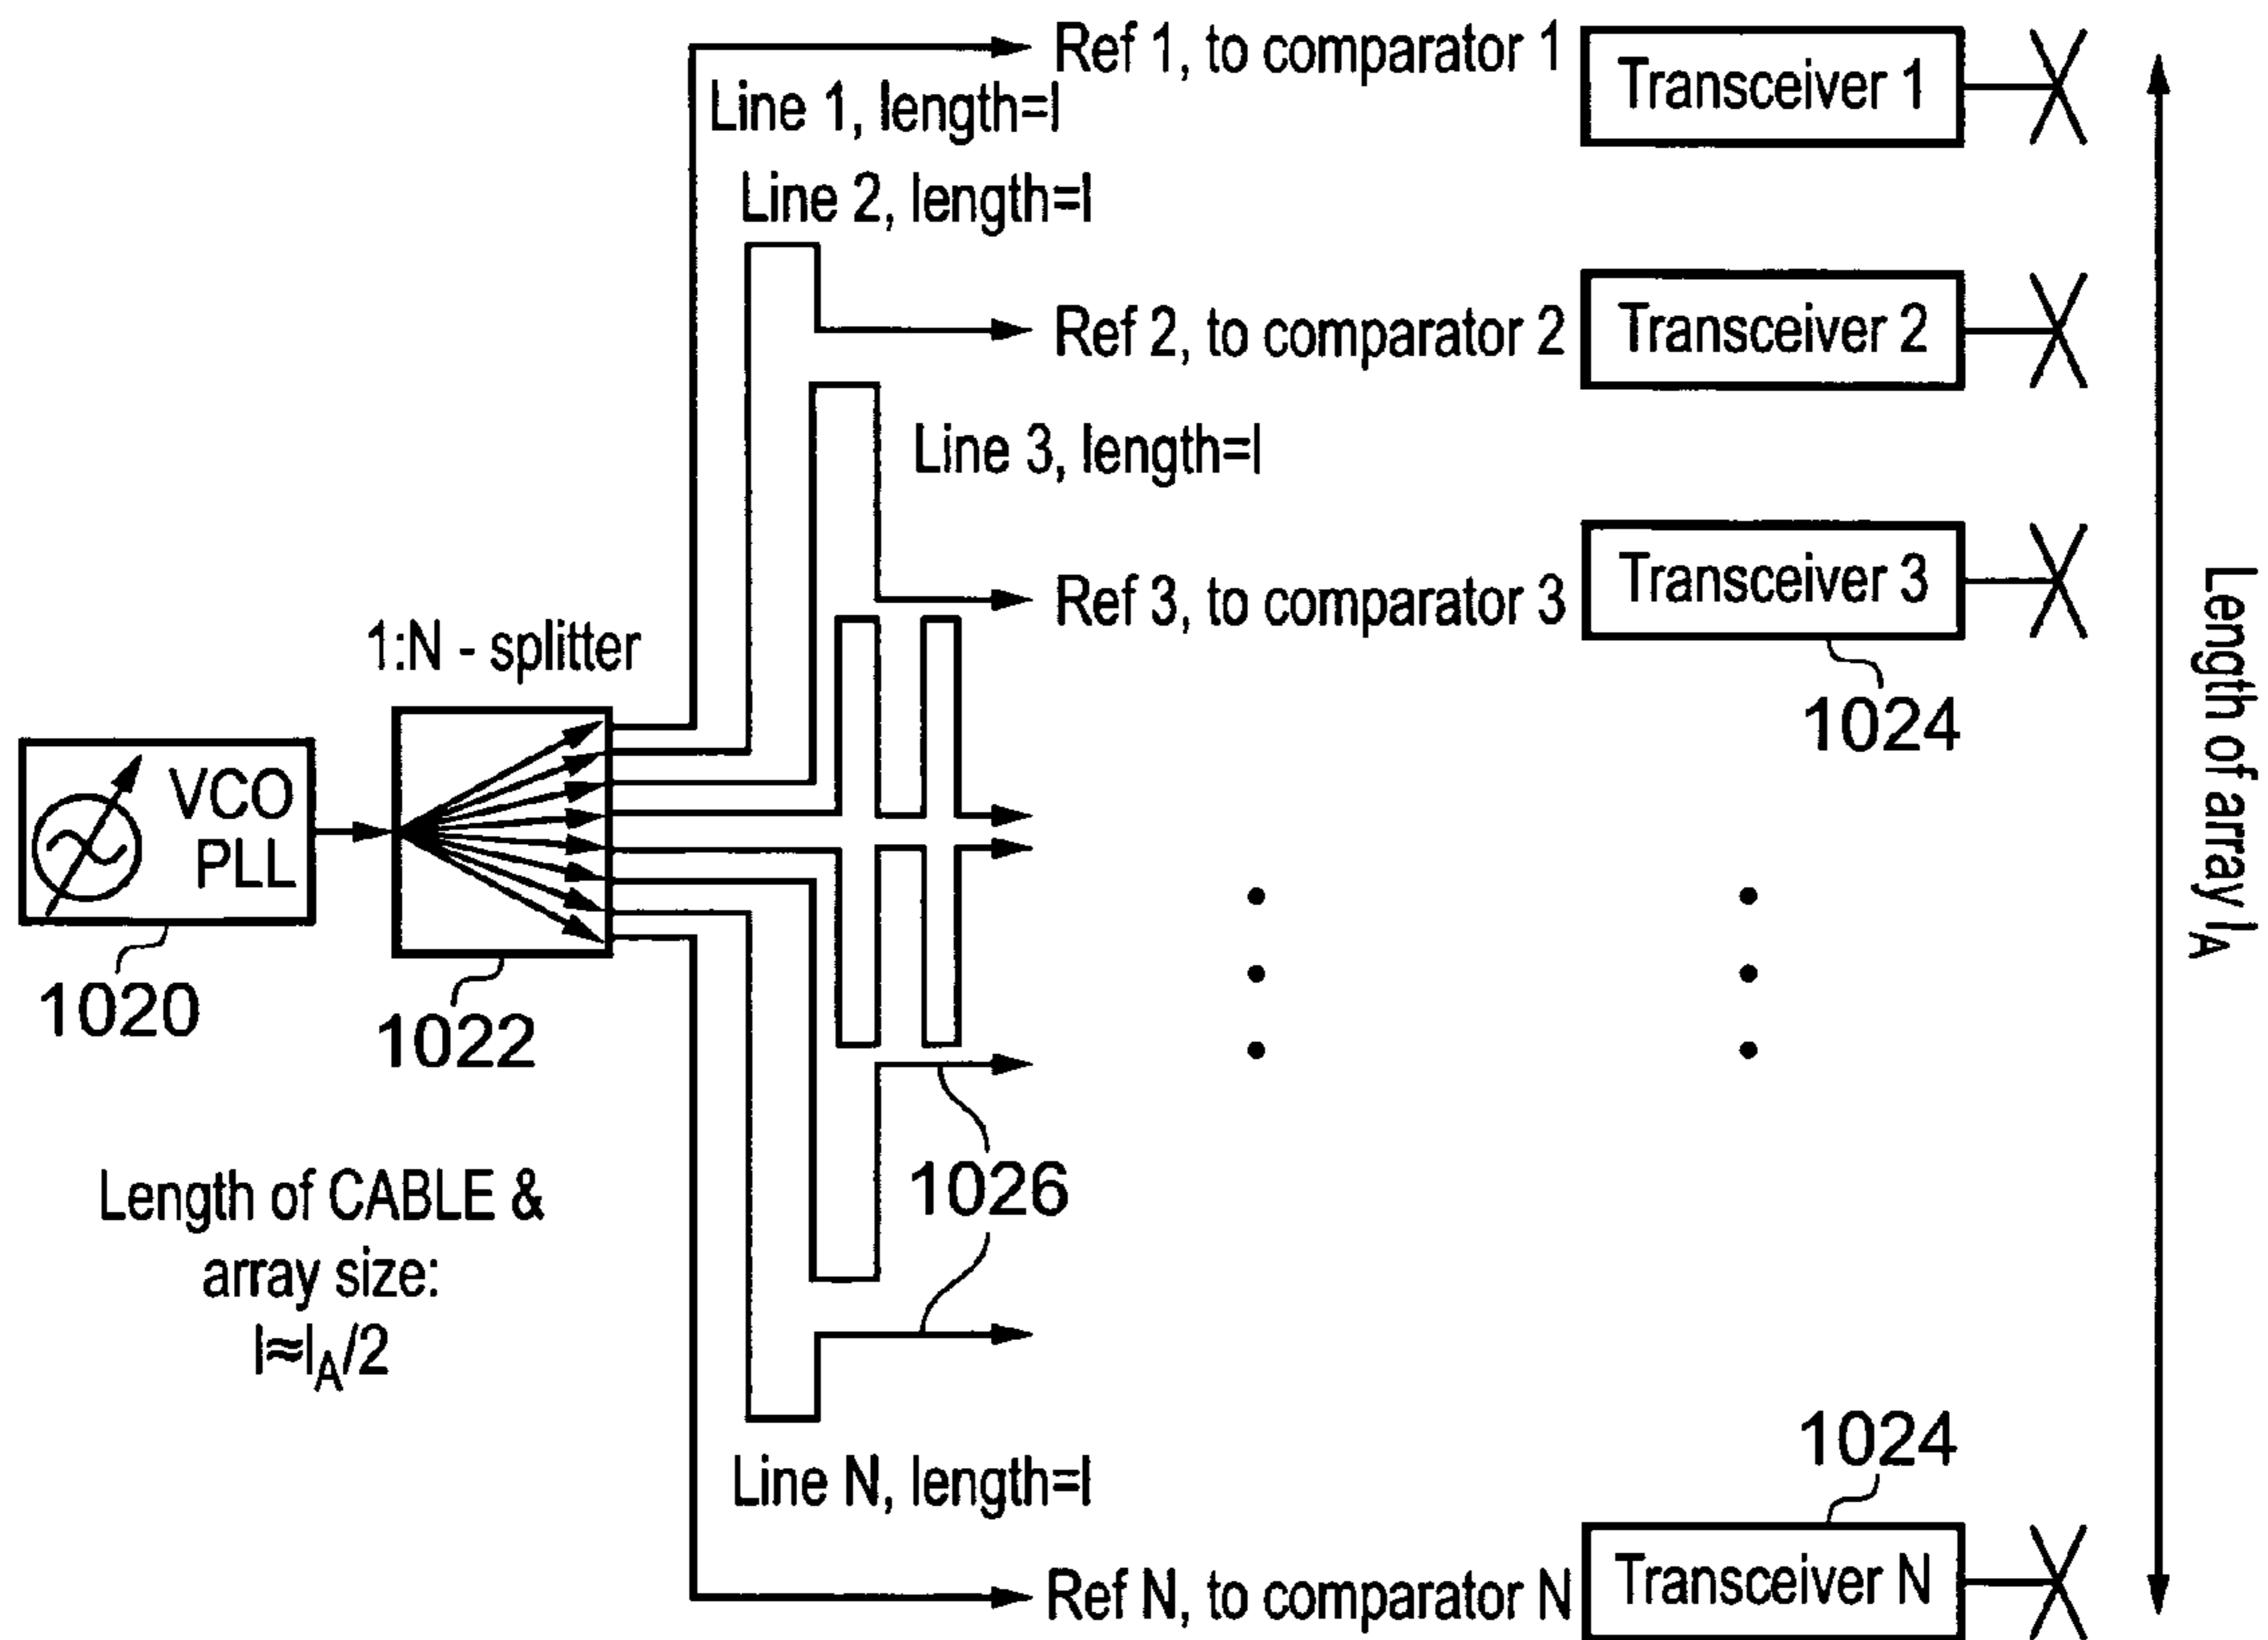 Ref 1, to comparator 1
Transceiver 1
Line 1, length=l
Line 2, length=l
Ref 2, to comparator 2
Transceiver 2
Line 3, length=l
Ref 3, to comparator 3
Transceiver 3
1024
1:N - splitter
VCO
PLL
1020
1022
Length of array lA
1026
Length of CABLE &
array size:
l≈lA/2
Line N, length=l
1024
Ref N, to comparator N
Transceiver N